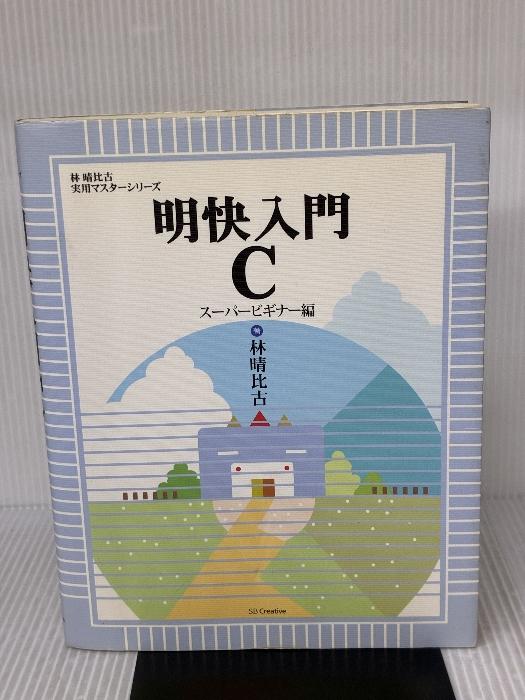 林 晴比古
実用マスターシリーズ
明快入門
C
スーパービギナー編
著
林晴比古
SB Creative